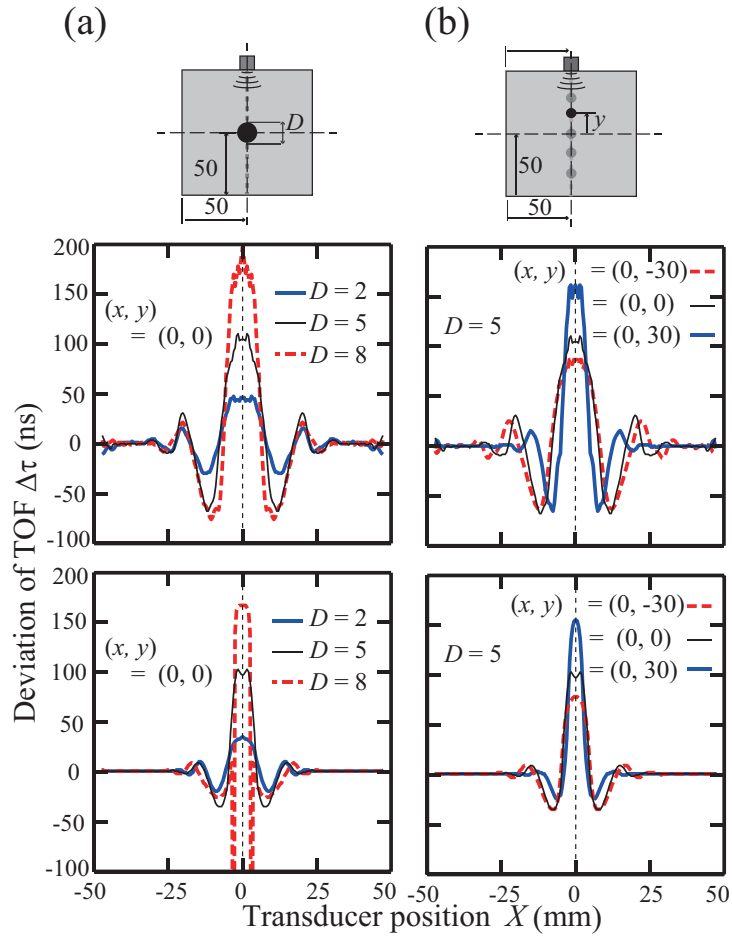 (a)
(b)
D
50
50
y
50
50
Deviation of TOF Δτ (ns)
200
150
100
50
0
-50
-100
(x, y)
= (0, 0)
D = 2
D = 5
D = 8
(x, y) = (0, -30)
= (0, 0)
= (0, 30)
D = 5
200
150
100
50
0
-50
-100
(x, y)
= (0, 0)
D = 2
D = 5
D = 8
(x, y) = (0, -30)
= (0, 0)
= (0, 30)
D = 5
-50 -25 0 25 50
-50 -25 0 25 50
Transducer position X (mm)